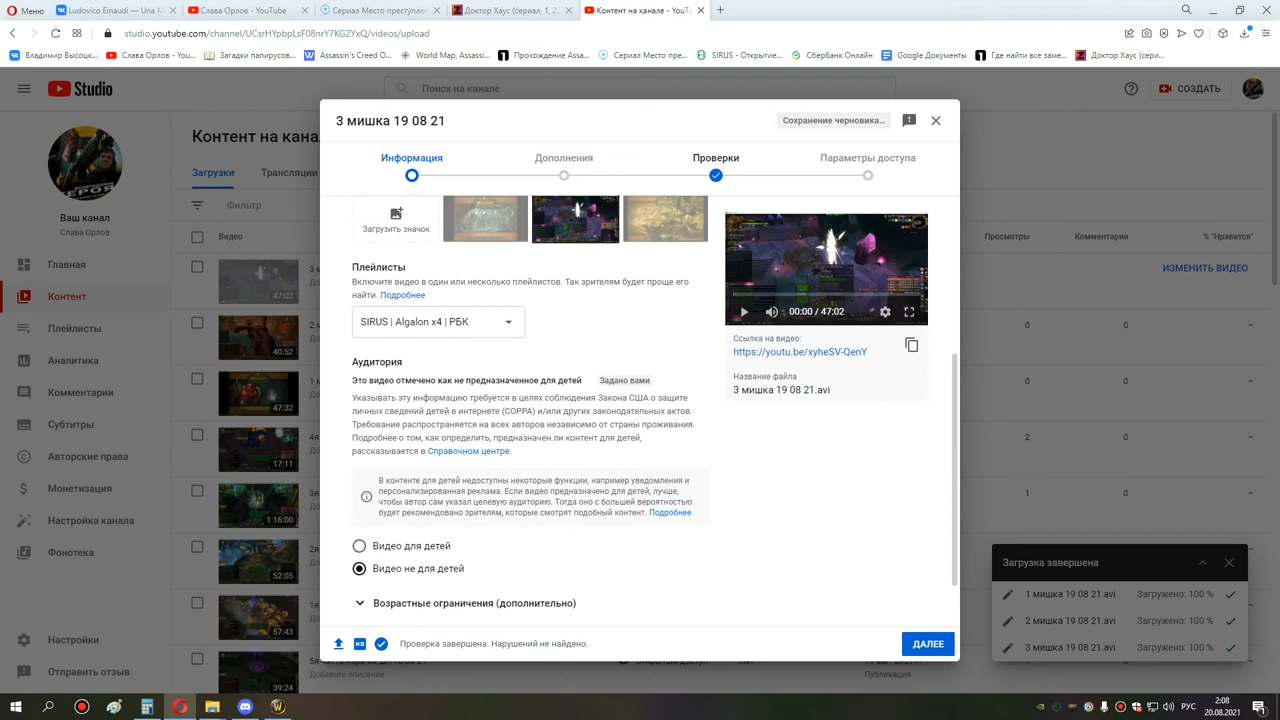 Меню
Ludovico Einaudi — Una M
Слава Орлов - YouTube
Сериал Место преступлен
Доктор Хаус (сериал, 1, 2
Контент на канале - YouTu
studio.youtube.com/channel/UCsrHYpbpLsF08nrY7KG2YxQ/videos/upload
Владимир Высоцк...
Слава Орлов - You...
Загадки папирусов...
Assassin's Creed O...
World Map, Assassi...
Прохождение Assa...
Сериал Место пре...
SIRUS - Открытие...
Сбербанк Онлайн
Google Документы
Где найти все заме...
Доктор Хаус (сери...
Studio
Поиск на канале
СОЗДАТЬ
Ваш канал
Слава Орлов
Главная
Контент
Плейлисты
Аналитика
Комментарии
Субтитры
Авторские права
Монетизация
Настройка канала
Фонотека
Настройки
Отправить отзыв
Контент на кана
Загрузки
Трансляции
Фильтр
Видео
Просмотры
Комментарии
% "Нравится"
47:02
ИЗМЕНИТЬ ВИДЕО
40:52
0
0
–
47:32
0
0
–
17:11
2
0
–
1:16:00
1
0
–
52:05
57:43
39:24
Добавить описание
Публикация
3 мишка 19 08 21
Сохранение черновика...
Информация
Дополнения
Проверки
Параметры доступа
Загрузить значок
Плейлисты
Включите видео в один или несколько плейлистов. Так зрителям будет проще его
найти. Подробнее
SIRUS | Algalon x4 | РБК
Аудитория
Это видео отмечено как не предназначенное для детей
Задано вами
Указывать эту информацию требуется в целях соблюдения Закона США о защите
личных сведений детей в интернете (COPPA) и/или других законодательных актов.
Требование распространяется на всех авторов независимо от страны проживания.
Подробнее о том, как определить, предназначен ли контент для детей,
рассказывается в Справочном центре.
В контенте для детей недоступны некоторые функции, например уведомления и
персонализированная реклама. Если видео предназначено для детей, лучше,
чтобы автор сам указал целевую аудиторию. Тогда оно с большей вероятностью
будет рекомендовано зрителям, которые смотрят подобный контент. Подробнее
Видео для детей
Видео не для детей
Возрастные ограничения (дополнительно)
00:00 / 47:02
Ссылка на видео:
https://youtu.be/xyheSV-QenY
Название файла
3 мишка 19 08 21.avi
Проверка завершена. Нарушений не найдено.
ДАЛЕЕ
Загрузка завершена
1 мишка 19 08 21.avi
Загружено: 100 %
2 мишка 19 08 21.avi
Загружено: 100 %
3 мишка 19 08 21.avi
Загружено: 100 %
РУС
2:08
20.08.2021
1